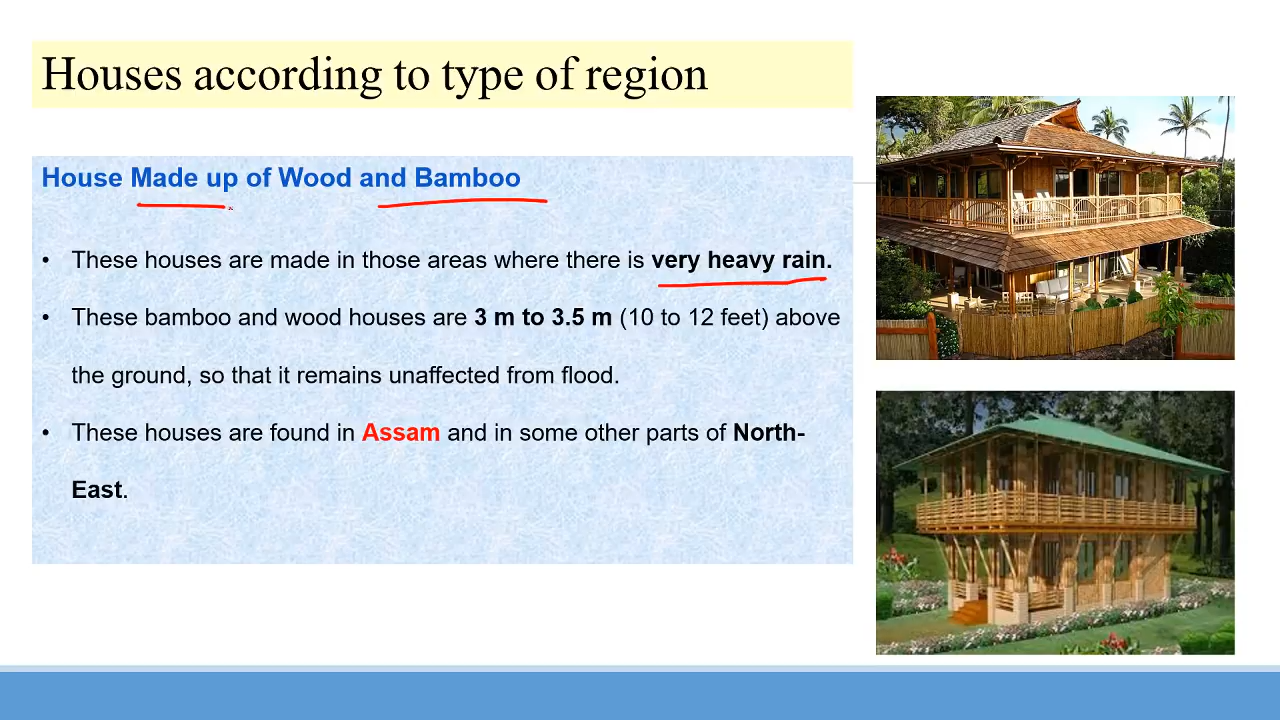 Houses according to type of region
House Made up of Wood and Bamboo
• These houses are made in those areas where there is very heavy rain.
• These bamboo and wood houses are 3 m to 3.5 m (10 to 12 feet) above
the ground, so that it remains unaffected from flood.
• These houses are found in Assam and in some other parts of North-
East.